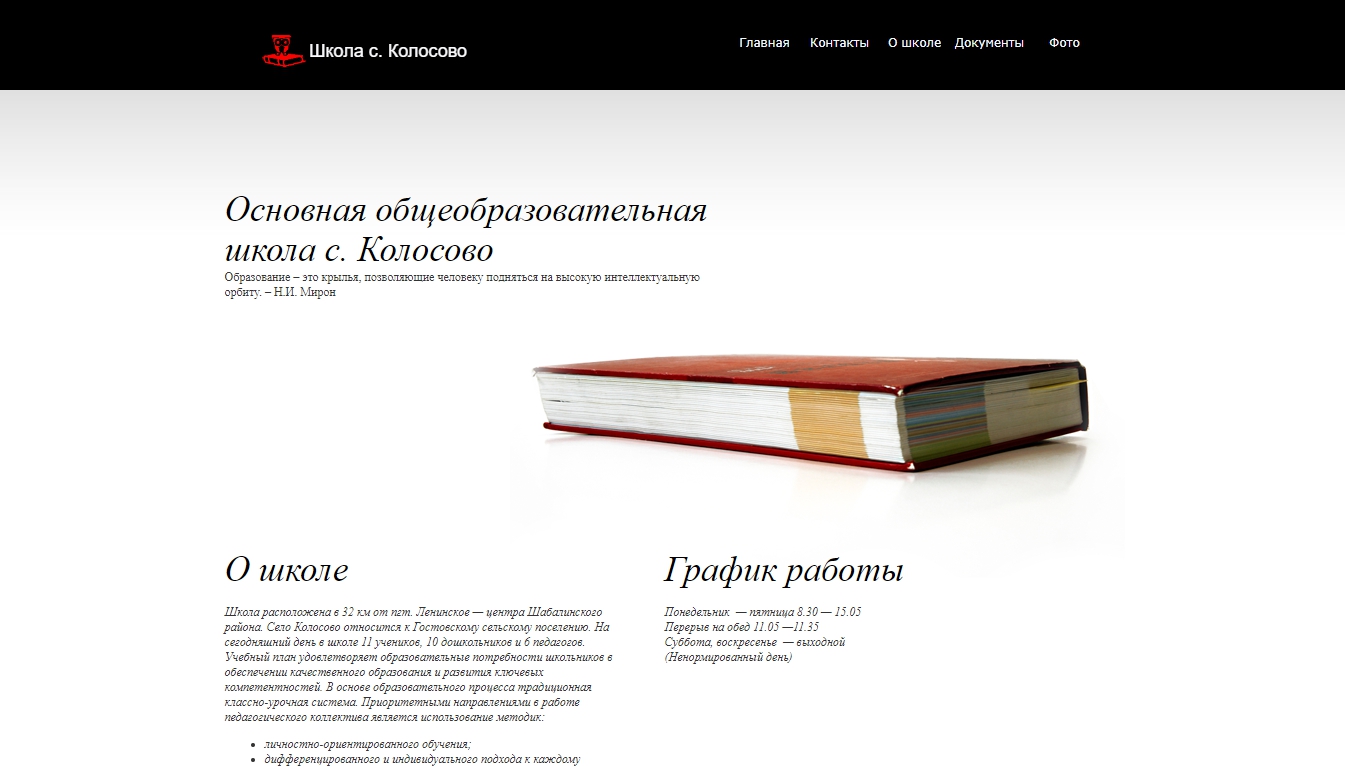 Школа с. Колосово
Главная Контакты О школе Документы Фото
Основная общеобразовательная
школа с. Колосово
Образование – это крылья, позволяющие человеку подняться на высокую интеллектуальную
орбиту. – Н.И. Мирон
О школе
Школа расположена в 32 км от пгт. Ленинское — центра Шабалинского
района. Село Колосово относится к Гостовскому сельскому поселению. На
сегодняшний день в школе 11 учеников, 10 дошкольников и 6 педагогов.
Учебный план удовлетворяет образовательные потребности школьников в
обеспечении качественного образования и развития ключевых
компетентностей. В основе образовательного процесса традиционная
классно-урочная система. Приоритетными направлениями в работе
педагогического коллектива является использование методик:
• личностно-ориентированного обучения;
• дифференцированного и индивидуального подхода к каждому
График работы
Понедельник  — пятница 8.30 — 15.05
Перерыв на обед 11.05 —11.35
Суббота, воскресенье  — выходной
(Ненормированный день)